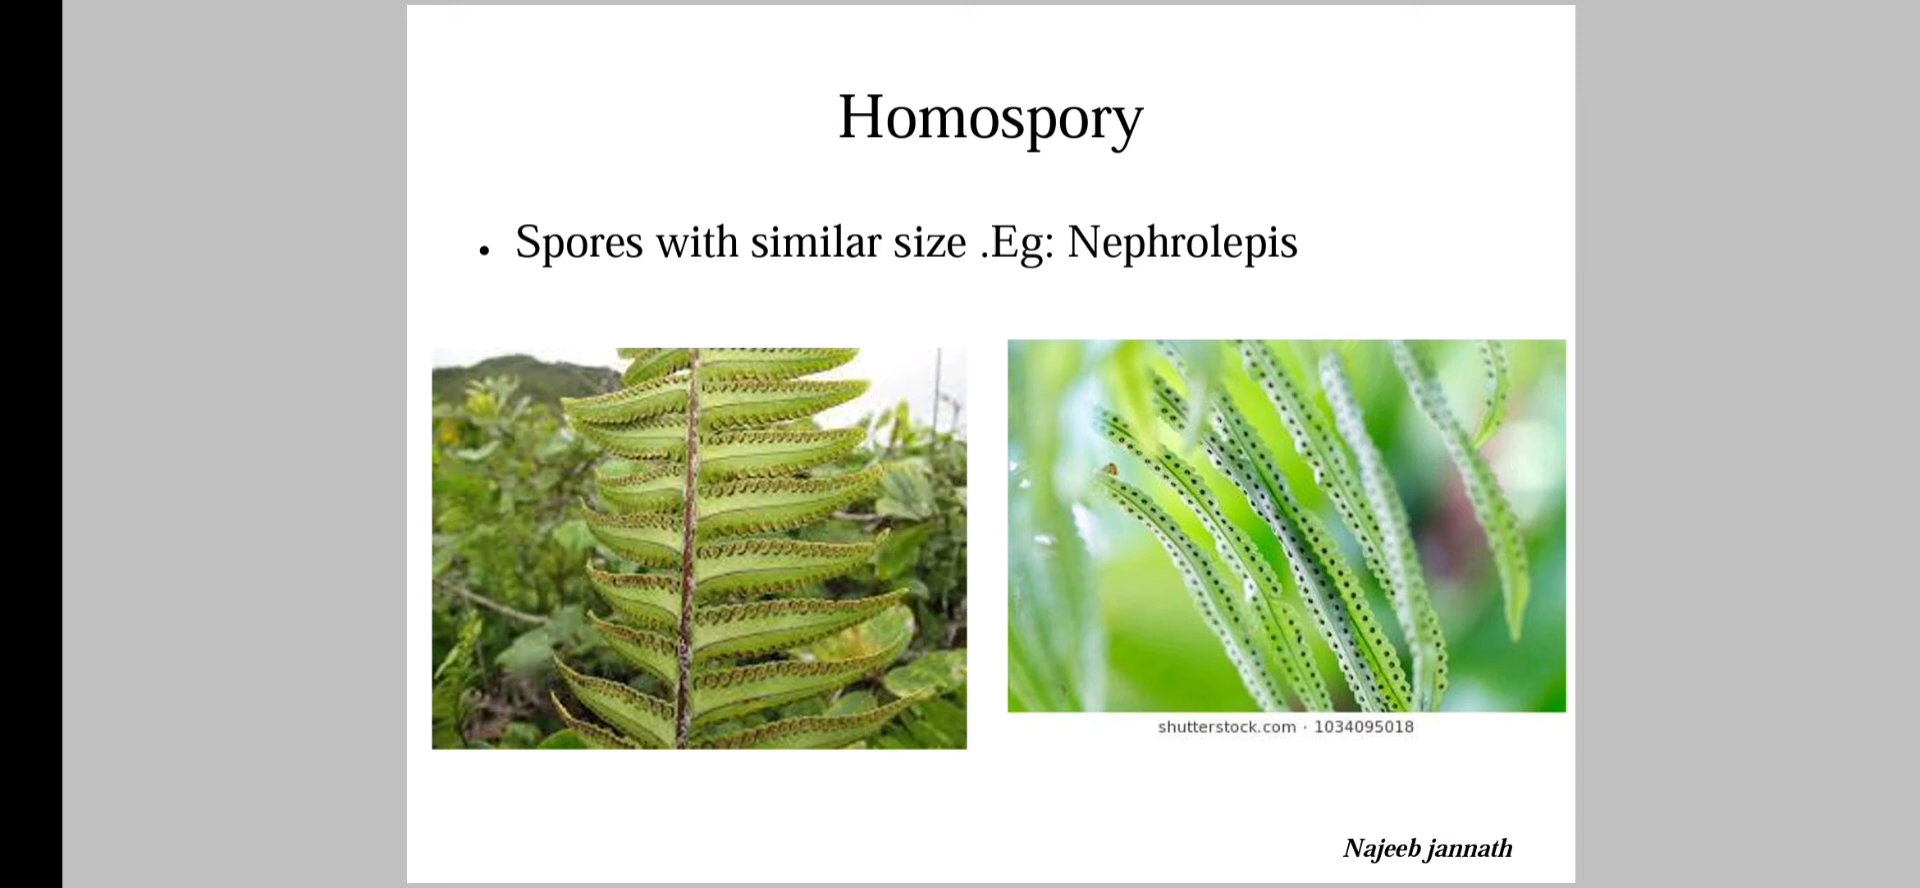 Homospory
• Spores with similar size .Eg: Nephrolepis
shutterstock.com · 1034095018
Najeeb jannath